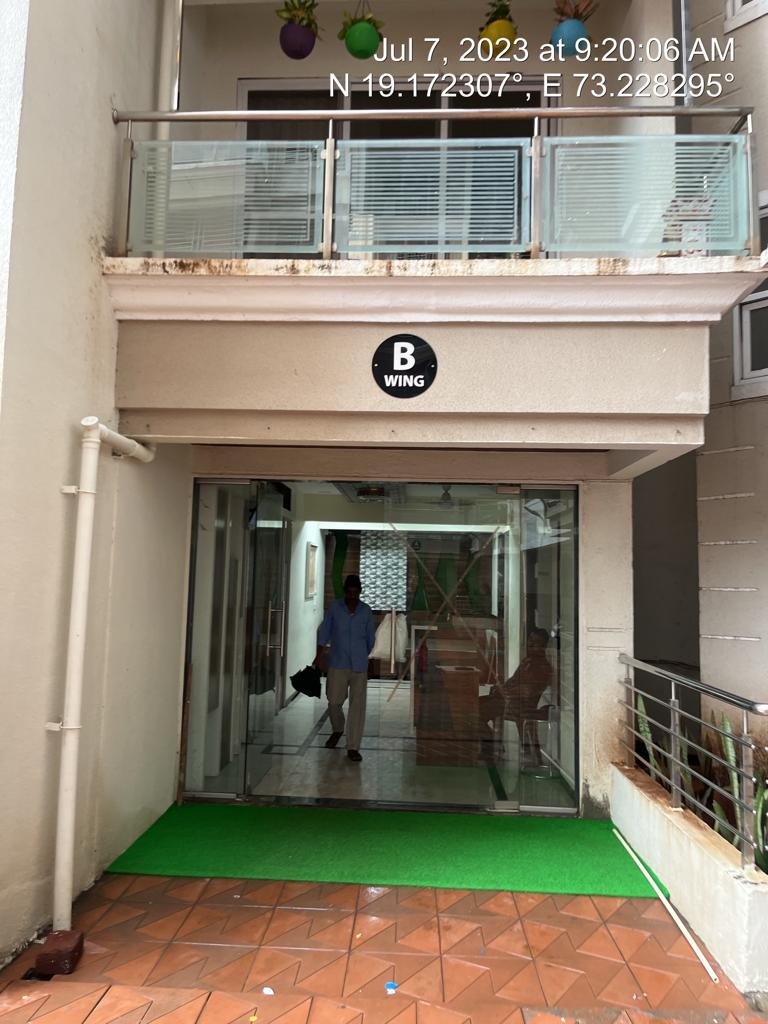 Jul 7, 2023 at 9:20:06 AM
N 19.172307°, E 73.228295°
B
WING